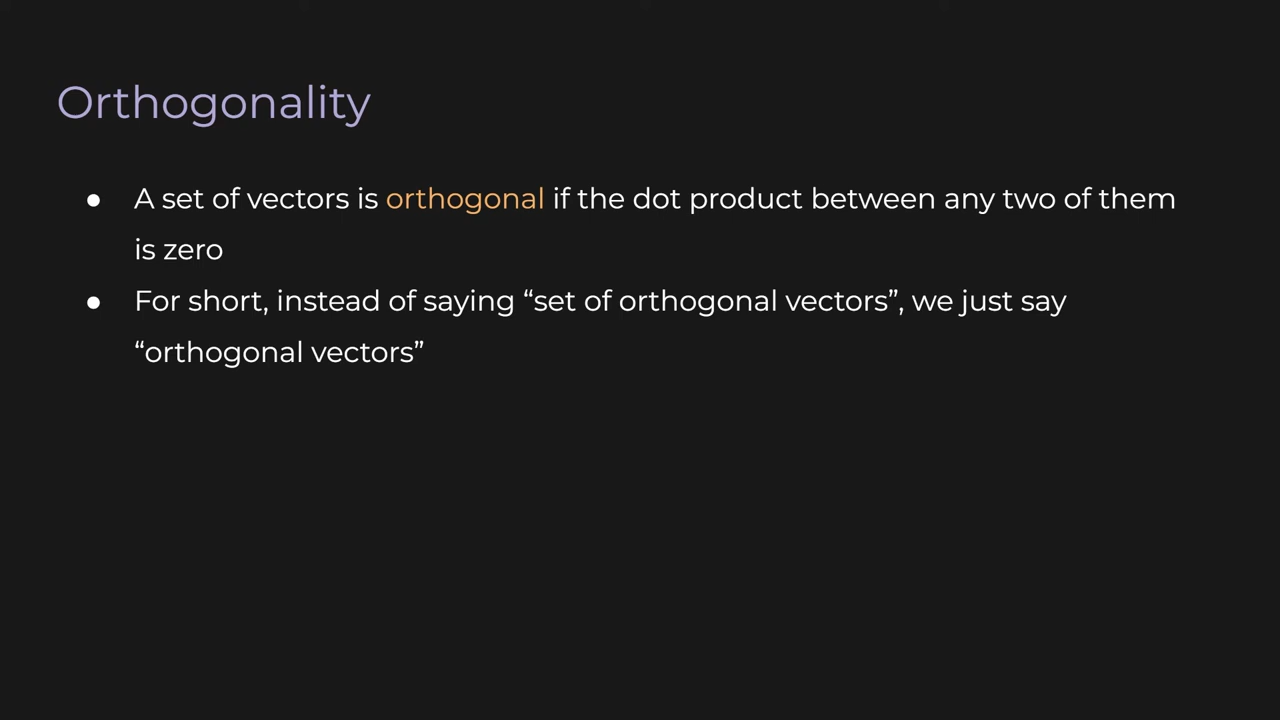 Orthogonality
● A set of vectors is orthogonal if the dot product between any two of them
is zero
● For short, instead of saying “set of orthogonal vectors”, we just say
“orthogonal vectors”